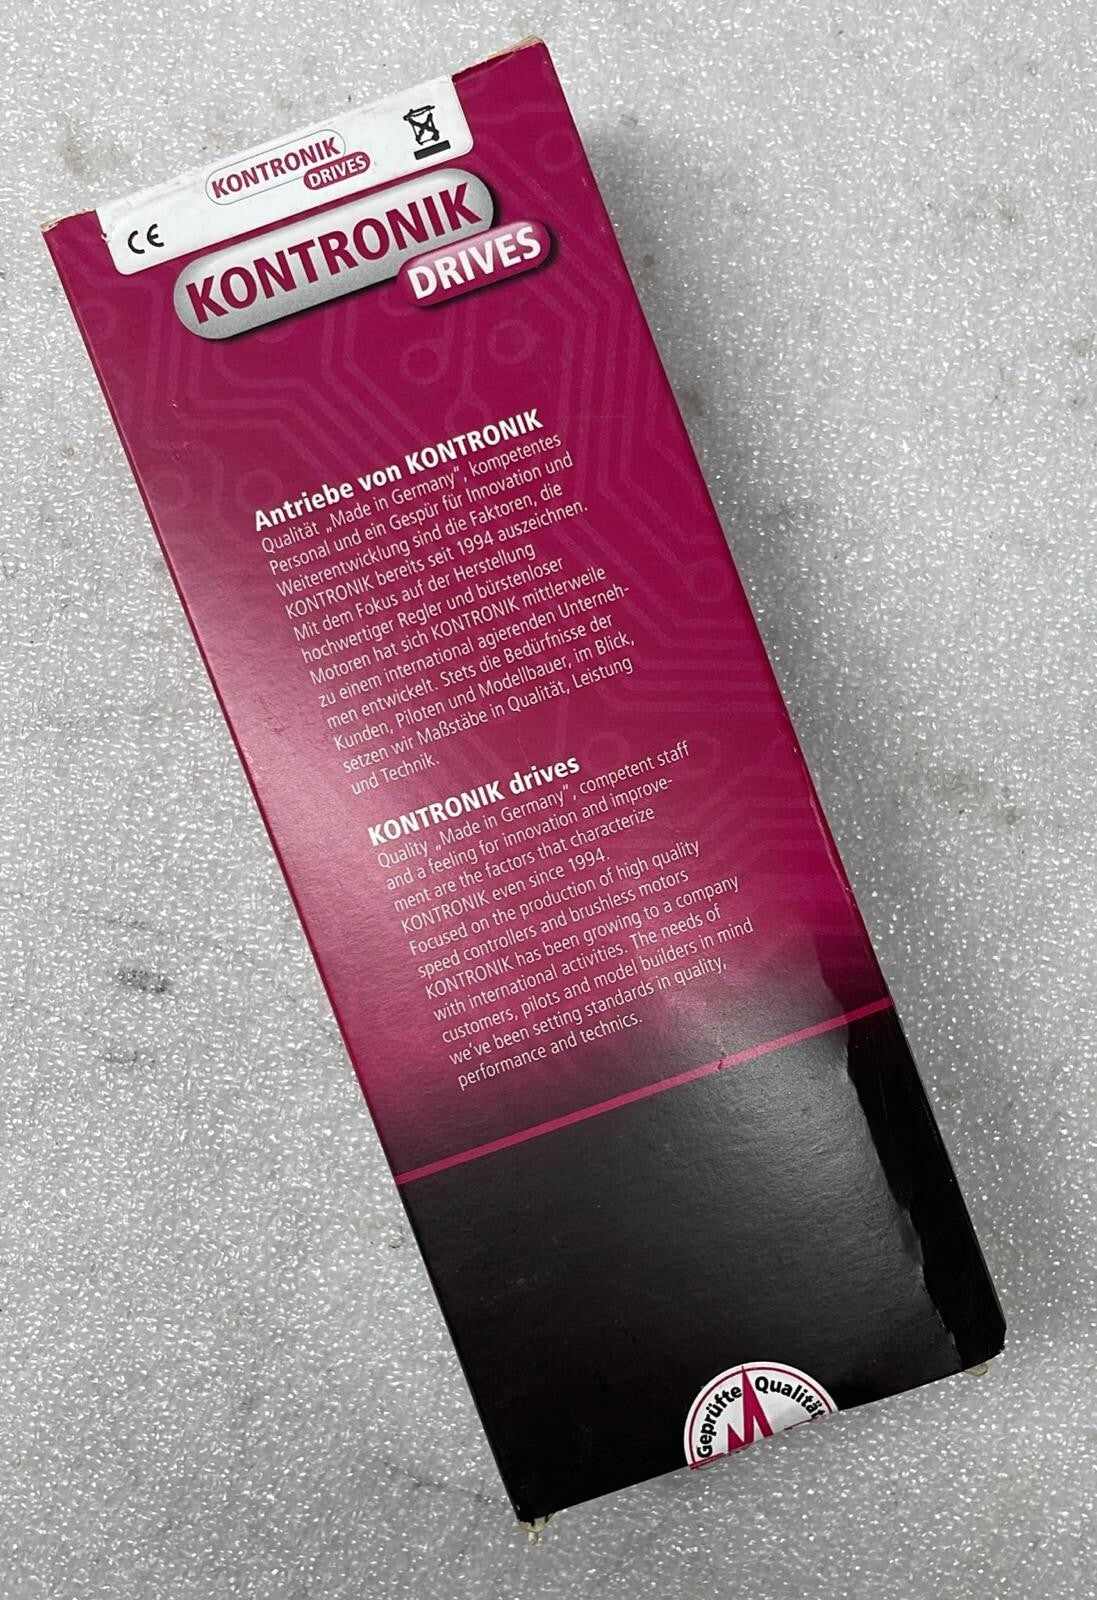 KONTRONIK
DRIVES
CE
KONTRONIK
DRIVES
Antriebe von KONTRONIK
Qualität „Made in Germany“, kompetentes
Personal und ein Gespür für Innovation und
Weiterentwicklung sind die Faktoren, die
KONTRONIK bereits seit 1994 auszeichnen.
Mit dem Fokus auf der Herstellung
hochwertiger Regler und bürstenloser
Motoren hat sich KONTRONIK mittlerweile
zu einem international agierenden Unterneh-
men entwickelt. Stets die Bedürfnisse der
Kunden, Piloten und Modellbauer, im Blick,
setzen wir Maßstäbe in Qualität, Leistung
und Technik.
KONTRONIK drives
Quality „Made in Germany“, competent staff
and a feeling for innovation and improve-
ment are the factors that characterize
KONTRONIK even since 1994.
Focused on the production of high quality
speed controllers and brushless motors
KONTRONIK has been growing to a company
with international activities. The needs of
customers, pilots and model builders in mind
we've been setting standards in quality,
performance and technics.
Geprüfte Qualität